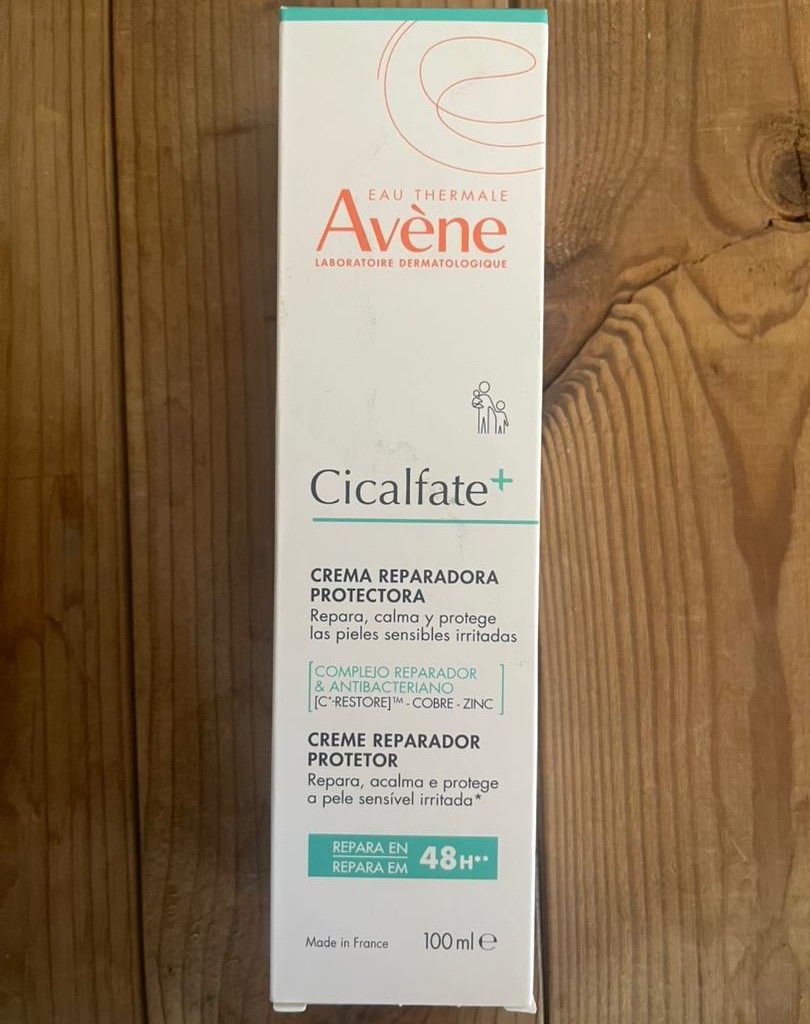 EAU THERMALE
Avène
LABORATOIRE DERMATOLOGIQUE
Cicalfate+
CREMA REPARADORA
PROTECTORA
Repara, calma y protege
las pieles sensibles irritadas
[COMPLEJO REPARADOR
& ANTIBACTERIANO
[C+-RESTORE]™ - COBRE - ZINC]
CREME REPARADOR
PROTETOR
Repara, acalma e protege
a pele sensível irritada*
REPARA EN
REPARA EM 48H**
Made in France 100 ml ℮